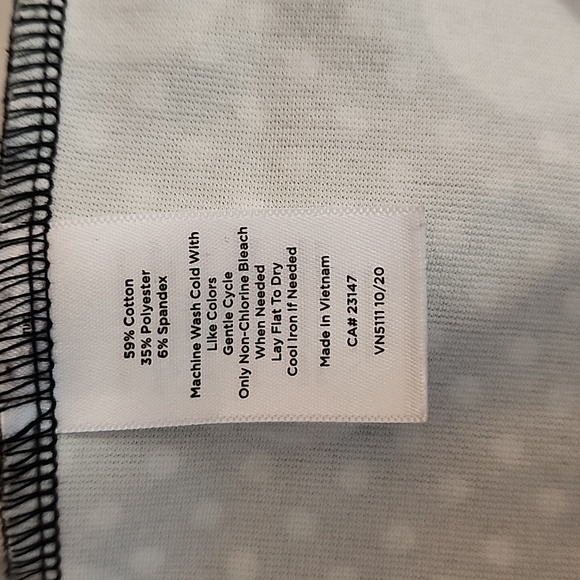 59% Cotton
35% Polyester
6% Spandex
Machine Wash Cold With
Like Colors
Gentle Cycle
Only Non-Chlorine Bleach
When Needed
Lay Flat To Dry
Cool Iron If Needed
Made In Vietnam
CA# 23147
VN5111 10/20